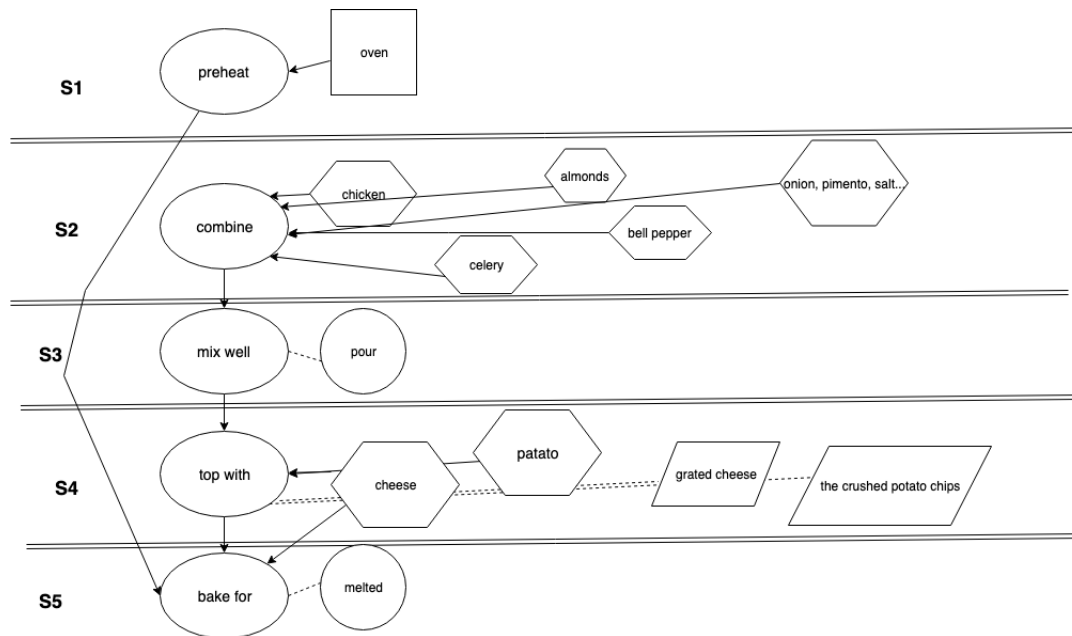 S1
preheat
oven
S2
combine
chicken
almonds
onion, pimento, salt...
bell pepper
celery
S3
mix well
pour
S4
top with
cheese
patato
grated cheese
the crushed potato chips
S5
bake for
melted